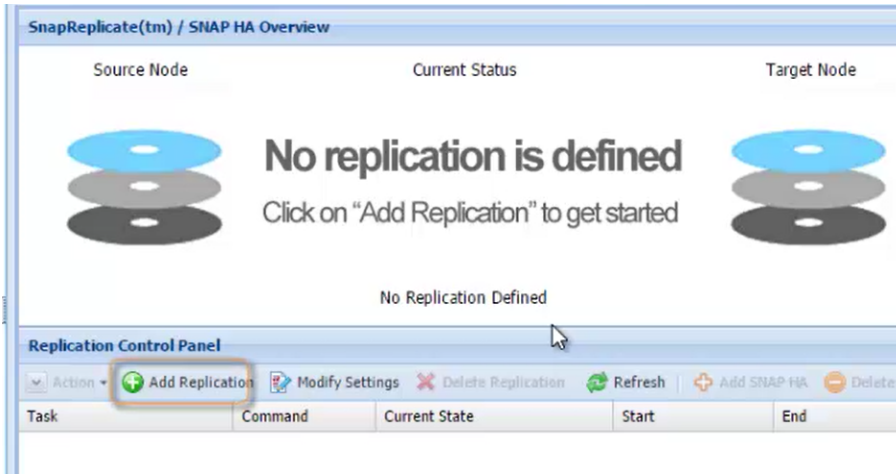 SnapReplicate(tm) / SNAP HA Overview
Source Node Current Status Target Node
No replication is defined
Click on “Add Replication” to get started
No Replication Defined
Replication Control Panel
Action Add Replication Modify Settings Delete Replication Refresh Add SNAP HA Delete
Task Command Current State Start End